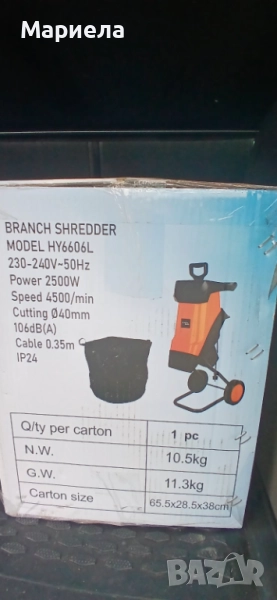 Мариела
BRANCH SHREDDER
MODEL HY6606L
230-240V~50Hz
Power 2500W
Speed 4500/min
Cutting Ø40mm
106dB(A)
Cable 0.35m
IP24
Q/ty per carton 1 pc
N.W. 10.5kg
G.W. 11.3kg
Carton size 65.5x28.5x38cm
BAZAR